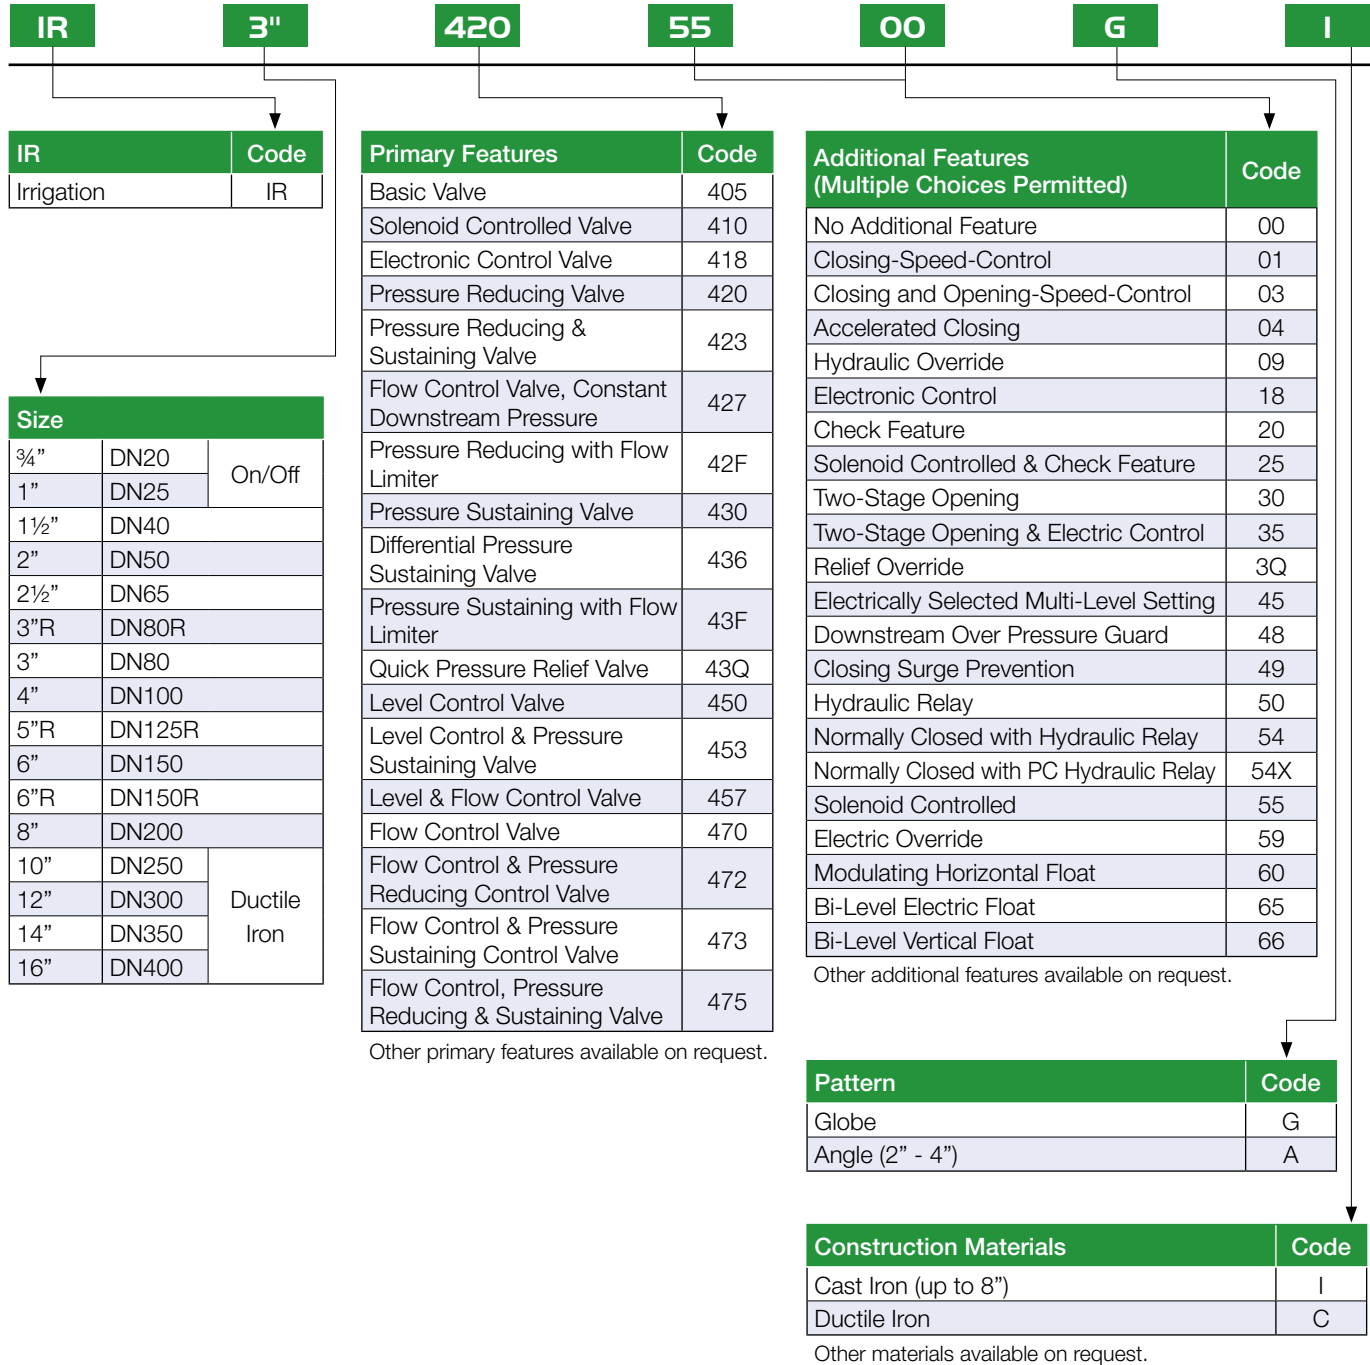 IR 3" 420 55 00 G I
IR Code
Irrigation IR
Size
¾” DN20 On/Off
1” DN25
1½” DN40
2” DN50
2½” DN65
3”R DN80R
3” DN80
4” DN100
5”R DN125R
6” DN150
6”R DN150R
8” DN200
10” DN250 Ductile Iron
12” DN300
14” DN350
16” DN400
Primary Features Code
Basic Valve 405
Solenoid Controlled Valve 410
Electronic Control Valve 418
Pressure Reducing Valve 420
Pressure Reducing &
Sustaining Valve 423
Flow Control Valve, Constant
Downstream Pressure 427
Pressure Reducing with Flow
Limiter 42F
Pressure Sustaining Valve 430
Differential Pressure
Sustaining Valve 436
Pressure Sustaining with Flow
Limiter 43F
Quick Pressure Relief Valve 43Q
Level Control Valve 450
Level Control & Pressure
Sustaining Valve 453
Level & Flow Control Valve 457
Flow Control Valve 470
Flow Control & Pressure
Reducing Control Valve 472
Flow Control & Pressure
Sustaining Control Valve 473
Flow Control, Pressure
Reducing & Sustaining Valve 475
Other primary features available on request.
Additional Features
(Multiple Choices Permitted) Code
No Additional Feature 00
Closing-Speed-Control 01
Closing and Opening-Speed-Control 03
Accelerated Closing 04
Hydraulic Override 09
Electronic Control 18
Check Feature 20
Solenoid Controlled & Check Feature 25
Two-Stage Opening 30
Two-Stage Opening & Electric Control 35
Relief Override 3Q
Electrically Selected Multi-Level Setting 45
Downstream Over Pressure Guard 48
Closing Surge Prevention 49
Hydraulic Relay 50
Normally Closed with Hydraulic Relay 54
Normally Closed with PC Hydraulic Relay 54X
Solenoid Controlled 55
Electric Override 59
Modulating Horizontal Float 60
Bi-Level Electric Float 65
Bi-Level Vertical Float 66
Other additional features available on request.
Pattern Code
Globe G
Angle (2” - 4”) A
Construction Materials Code
Cast Iron (up to 8”) I
Ductile Iron C
Other materials available on request.